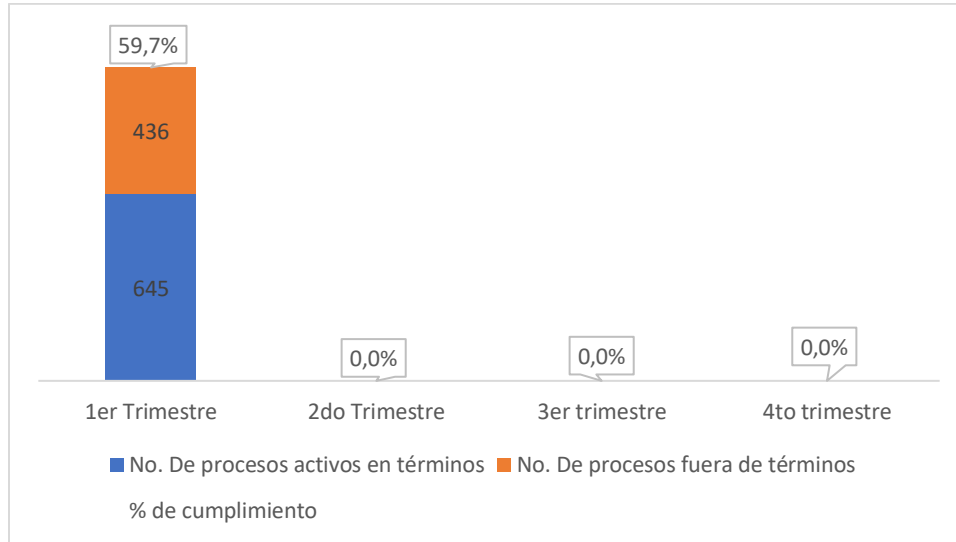 59,7%
436
645
0,0%
0,0%
0,0%
1er Trimestre
2do Trimestre
3er trimestre
4to trimestre
No. De procesos activos en términos
No. De procesos fuera de términos
% de cumplimiento